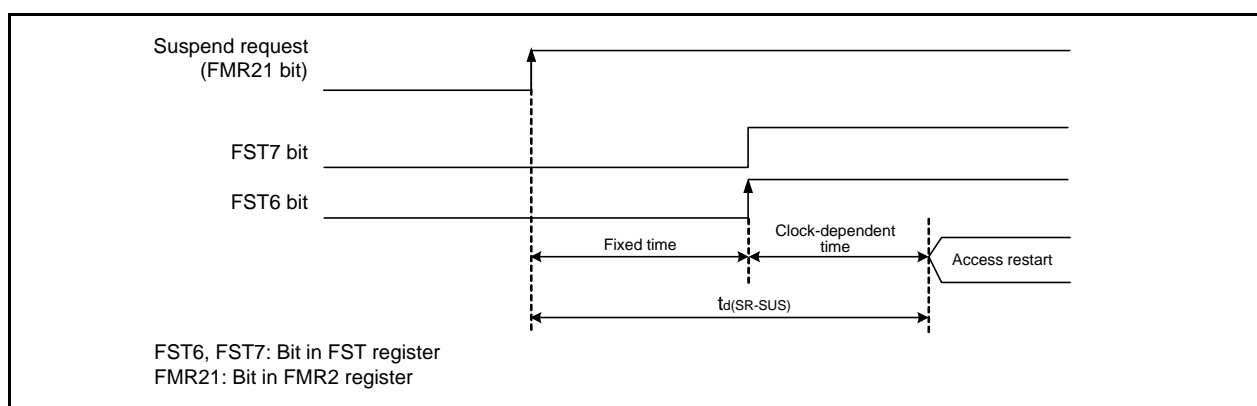 Suspend request
(FMR21 bit)
FST7 bit
FST6 bit
Fixed time
Clock-dependent
time
Access restart
td(SR-SUS)
FST6, FST7: Bit in FST register
FMR21: Bit in FMR2 register